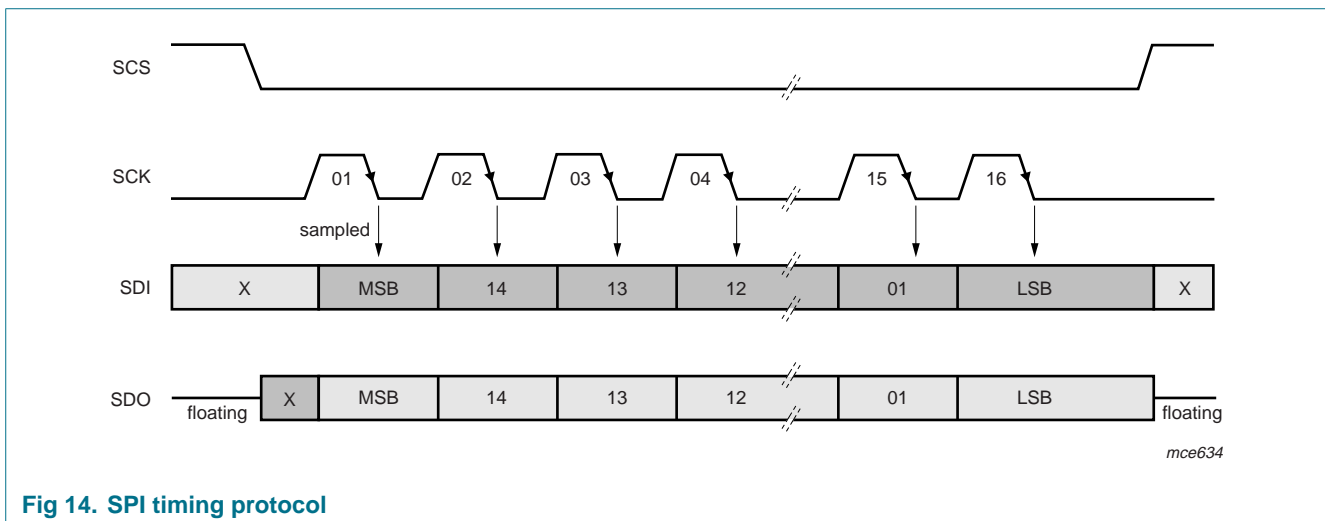 SCS
SCK
01 02 03 04 15 16
sampled
SDI
X MSB 14 13 12 01 LSB X
SDO
floating
X MSB 14 13 12 01 LSB
floating
mce634
Fig 14. SPI timing protocol